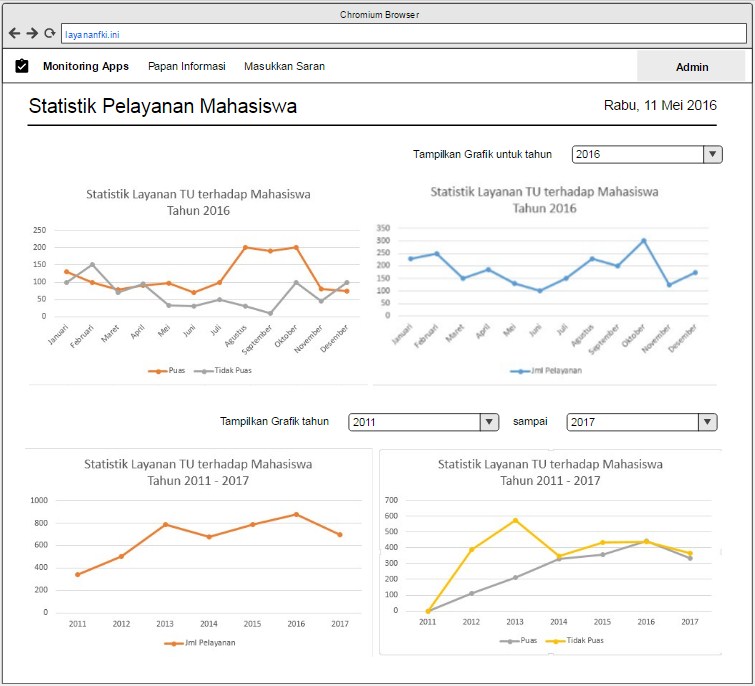 Chromium Browser
layananfki.ini
Monitoring Apps Papan Informasi Masukkan Saran Admin
Statistik Pelayanan Mahasiswa Rabu, 11 Mei 2016
Tampilkan Grafik untuk tahun 2016
Statistik Layanan TU terhadap Mahasiswa
Tahun 2016
250
200
150
100
50
0
Januari Februari Maret April Mei Juni Juli Agustus September Oktober November Desember
Puas Tidak Puas
Statistik Layanan TU terhadap Mahasiswa
Tahun 2016
350
300
250
200
150
100
50
0
Januari Februari Maret April Mei Juni Juli Agustus September Oktober November Desember
Jml Pelayanan
Tampilkan Grafik tahun 2011 sampai 2017
Statistik Layanan TU terhadap Mahasiswa
Tahun 2011 - 2017
1000
800
600
400
200
0
2011 2012 2013 2014 2015 2016 2017
Jml Pelayanan
Statistik Layanan TU terhadap Mahasiswa
Tahun 2011 - 2017
700
600
500
400
300
200
100
0
2011 2012 2013 2014 2015 2016 2017
Puas Tidak Puas